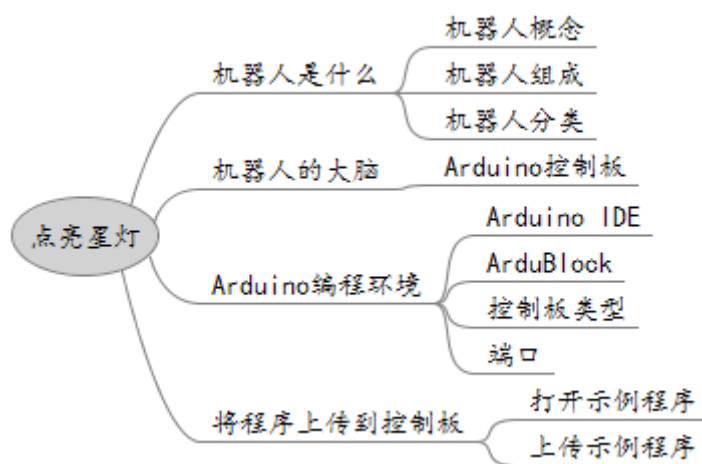 点亮星灯
机器人是什么
机器人概念
机器人组成
机器人分类
机器人的大脑
Arduino控制板
Arduino编程环境
Arduino IDE
ArduBlock
控制板类型
端口
将程序上传到控制板
打开示例程序
上传示例程序